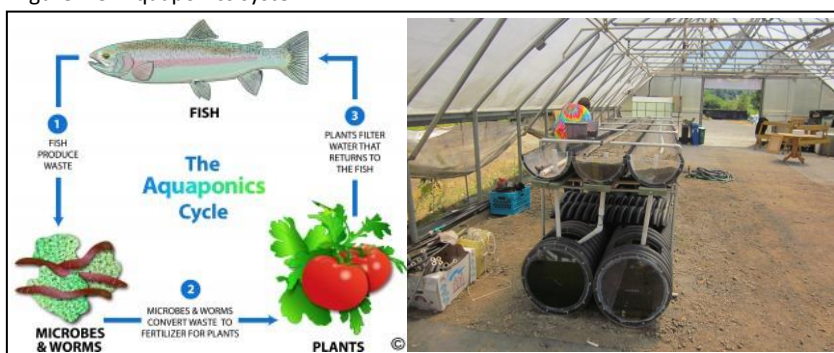 FISH
1
FISH
PRODUCE
WASTE
3
PLANTS FILTER
WATER THAT
RETURNS TO
THE FISH
The
Aquaponics
Cycle
2
MICROBES & WORMS
CONVERT WASTE TO
FERTILIZER FOR PLANTS
MICROBES
& WORMS
PLANTS
©